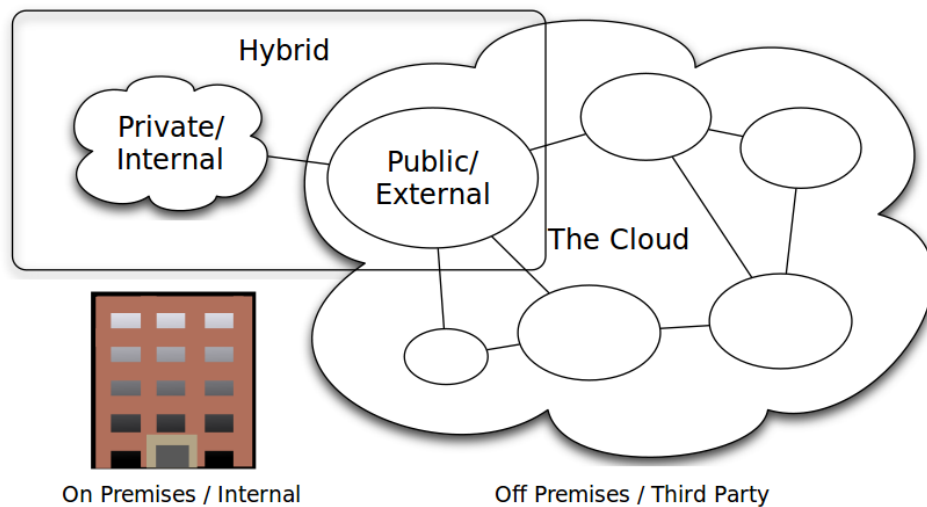 Hybrid
Private/
Internal
Public/
External
The Cloud
On Premises / Internal
Off Premises / Third Party